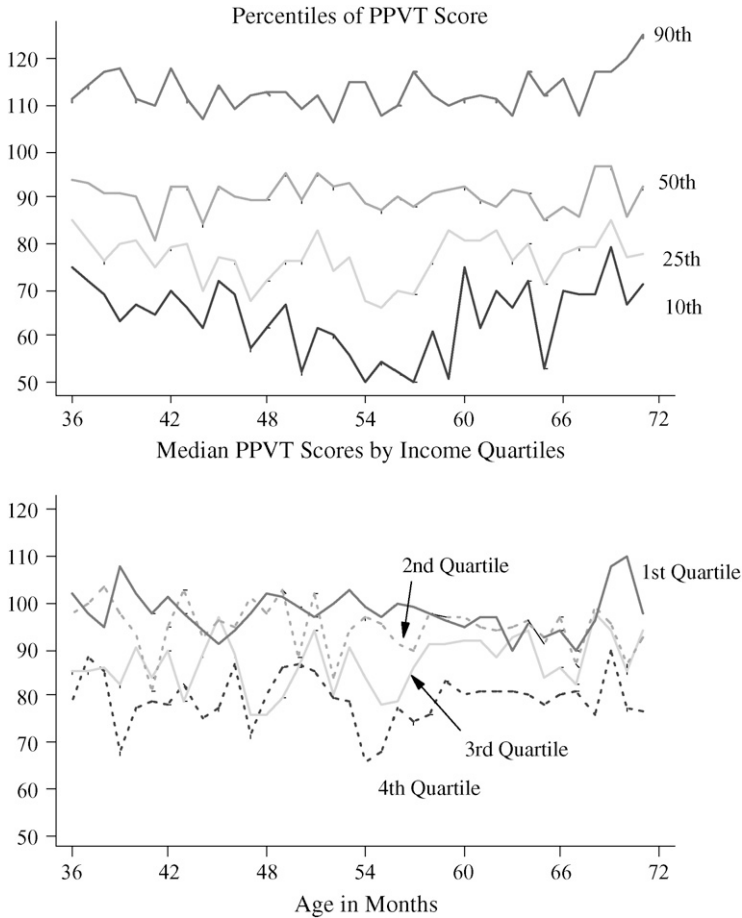 Percentiles of PPVT Score
120
110
100
90
80
70
60
50
90th
50th
25th
10th
36 42 48 54 60 66 72
Median PPVT Scores by Income Quartiles
120
110
100
90
80
70
60
50
2nd Quartile
1st Quartile
3rd Quartile
4th Quartile
36 42 48 54 60 66 72
Age in Months